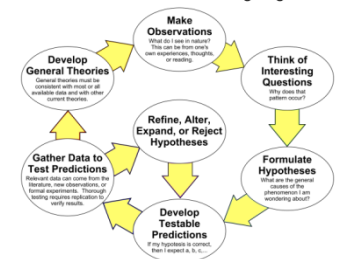 Make
Observations
What do I see in nature?
This can be from one's
own experiences, thoughts,
or reading.
Think of
Interesting
Questions
Why does that
pattern occur?
Formulate
Hypotheses
What are the general
causes of the
phenomenon I am
wondering about?
Develop
Testable
Predictions
If my hypotesis is correct,
then I expect a, b, c,...
Gather Data to
Test Predictions
Relevant data can come from the
literature, new observations, or
formal experiments. Thorough
testing requires replication to
verify results.
Refine, Alter,
Expand, or Reject
Hypotheses
Develop
General Theories
General theories must be
consistent with most or all
available data and with other
current theories.